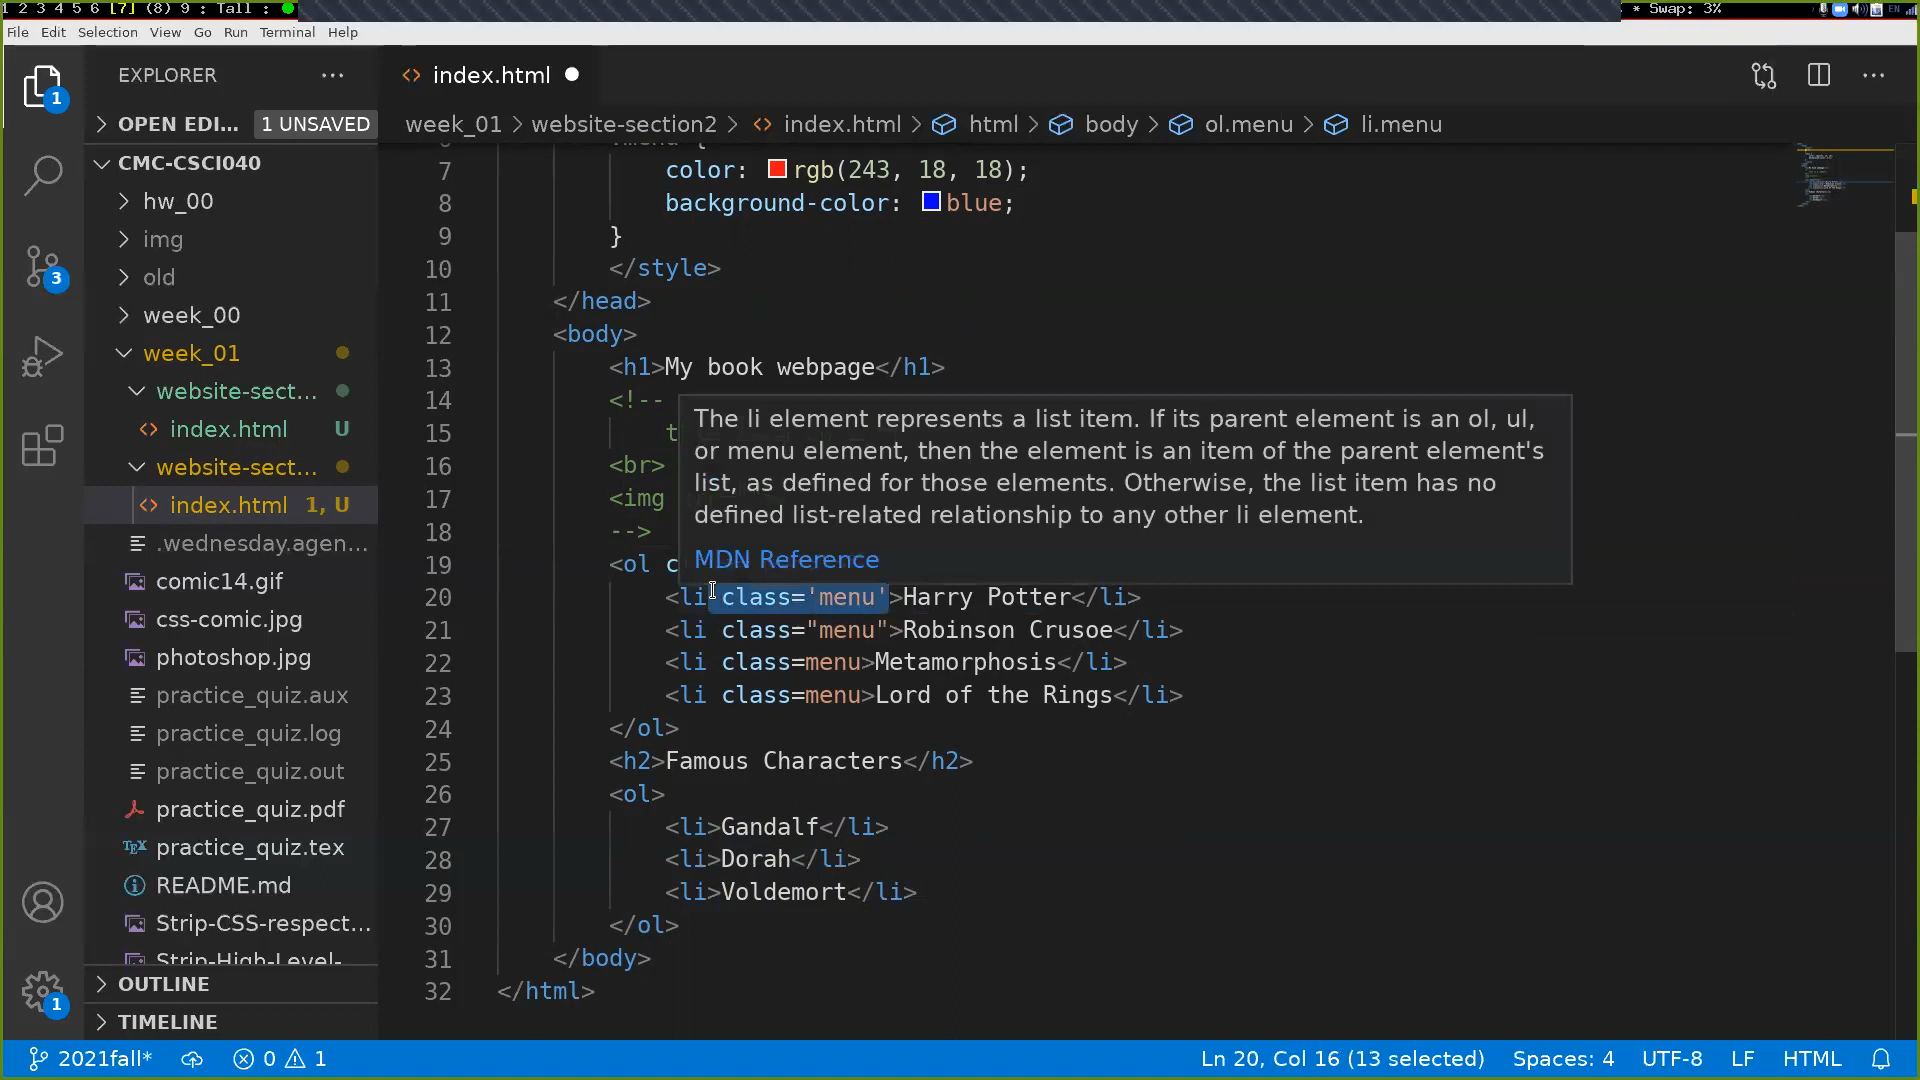 1 2 3 4 5 6 [7] (8) 9 : Tall :
* Swap: 3%
EN
File Edit Selection View Go Run Terminal Help
EXPLORER ···
index.html
OPEN EDI... 1 UNSAVED
week_01 > website-section2 > index.html > html > body > ol.menu > li.menu
CMC-CSCI040
hw_00
img
old
week_00
week_01
website-sect...
index.html U
website-sect...
index.html 1, U
.wednesday.agen...
comic14.gif
css-comic.jpg
photoshop.jpg
practice_quiz.aux
practice_quiz.log
practice_quiz.out
practice_quiz.pdf
TEX practice_quiz.tex
README.md
Strip-CSS-respect...
Strip-High-Level-
OUTLINE
TIMELINE
1
3
1
7 color: rgb(243, 18, 18);
8 background-color: blue;
9 }
10 </style>
11 </head>
12 <body>
13 <h1>My book webpage</h1>
14 <!--
15 t
16 <br>
17 <img
18 -->
19 <ol c
20 <li class='menu'>Harry Potter</li>
21 <li class="menu">Robinson Crusoe</li>
22 <li class=menu>Metamorphosis</li>
23 <li class=menu>Lord of the Rings</li>
24 </ol>
25 <h2>Famous Characters</h2>
26 <ol>
27 <li>Gandalf</li>
28 <li>Dorah</li>
29 <li>Voldemort</li>
30 </ol>
31 </body>
32 </html>
The li element represents a list item. If its parent element is an ol, ul,
or menu element, then the element is an item of the parent element's
list, as defined for those elements. Otherwise, the list item has no
defined list-related relationship to any other li element.
MDN Reference
2021fall* 0 1 Ln 20, Col 16 (13 selected) Spaces: 4 UTF-8 LF HTML